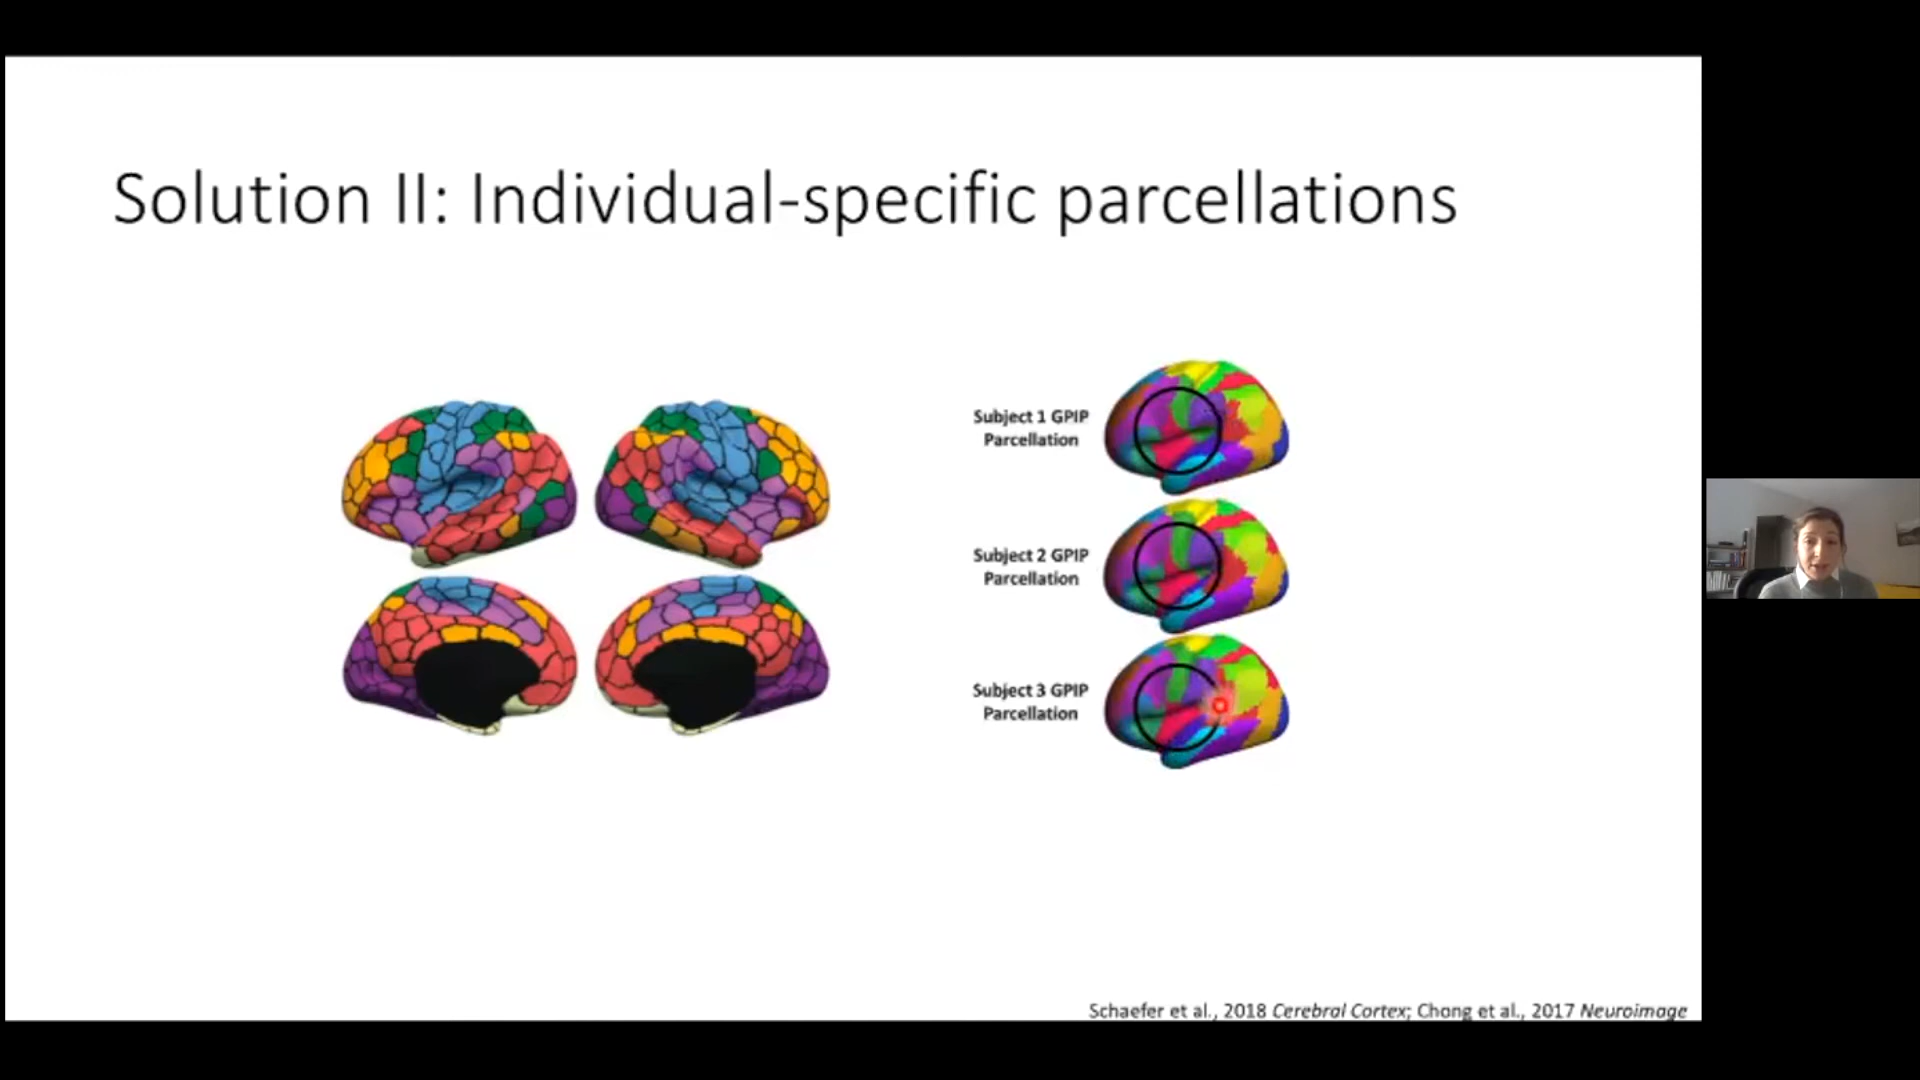 Solution II: Individual-specific parcellations
Subject 1 GPIP
Parcellation
Subject 2 GPIP
Parcellation
Subject 3 GPIP
Parcellation
Schaefer et al., 2018 Cerebral Cortex; Chong et al., 2017 Neuroimage